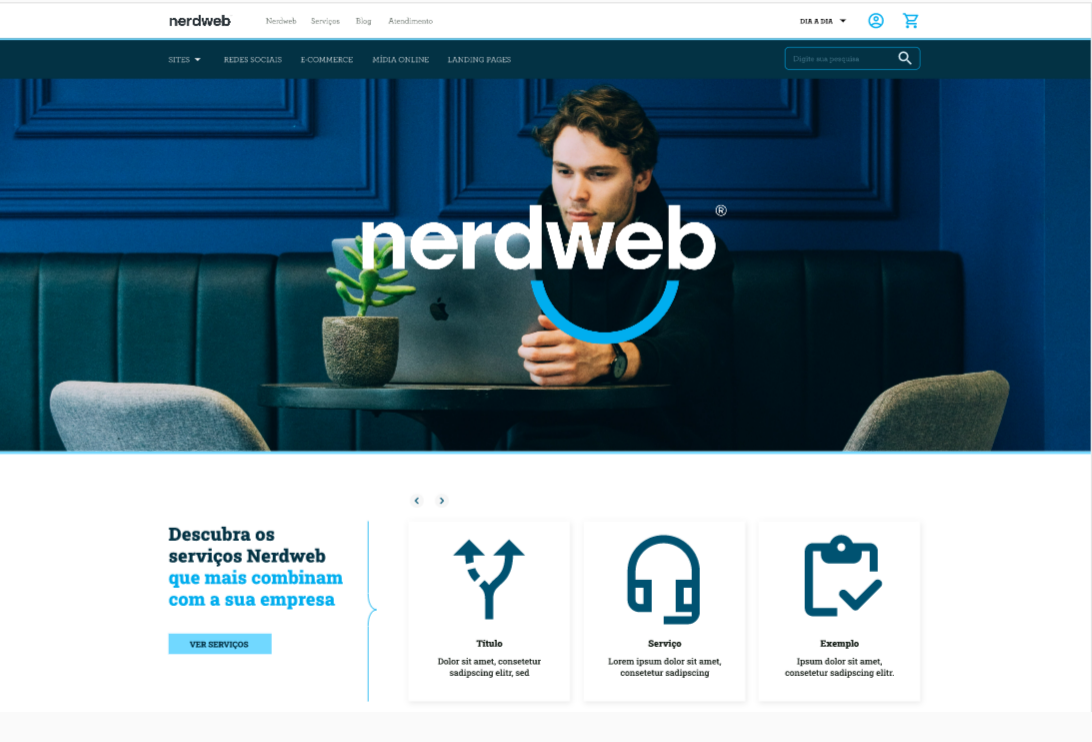 nerdweb
Nerdweb Serviços Blog Atendimento
DIA A DIA
SITES REDES SOCIAIS E-COMMERCE MÍDIA ONLINE LANDING PAGES
Digite sua pesquisa
nerdweb®
Descubra os
serviços Nerdweb
que mais combinam
com a sua empresa
VER SERVIÇOS
Título
Dolor sit amet, consetetur
sadipscing elitr, sed
Serviço
Lorem ipsum dolor sit amet,
consetetur sadipscing
Exemplo
Ipsum dolor sit amet,
consetetur sadipscing elitr.